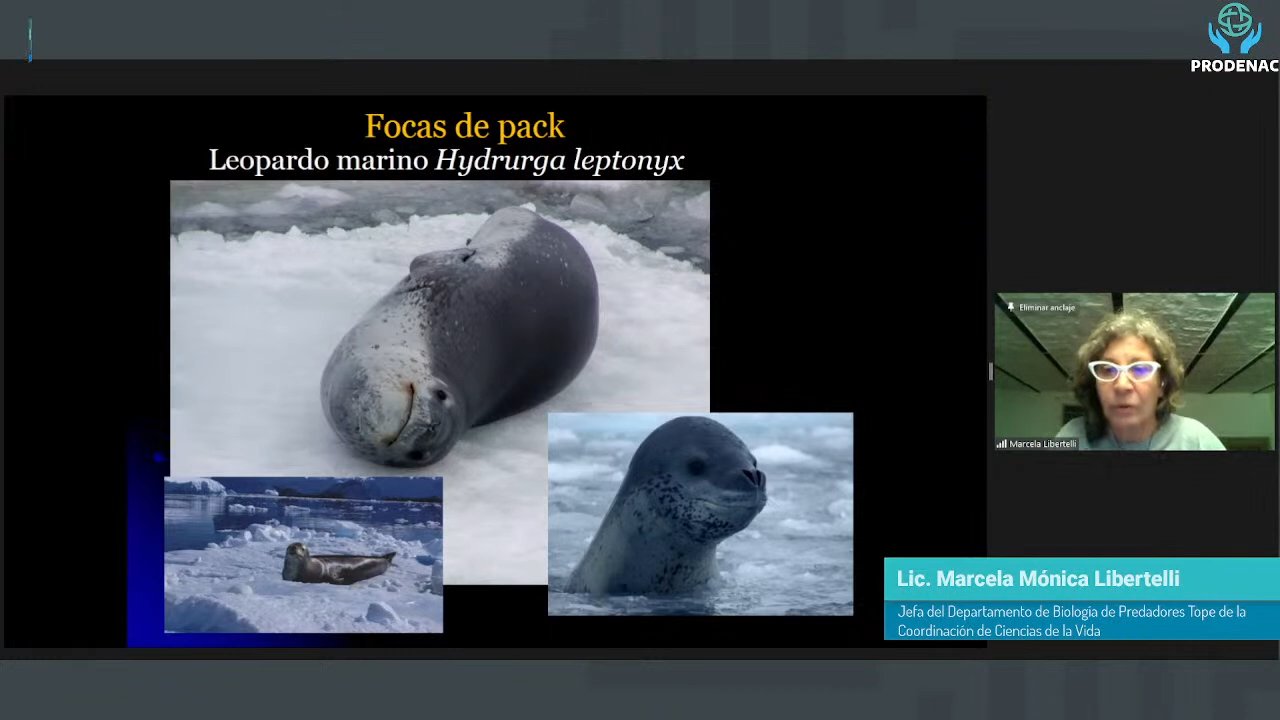 PRODENAC
Focas de pack
Leopardo marino Hydrurga leptonyx
Eliminar anclaje
Marcela Libertelli
Lic. Marcela Mónica Libertelli
Jefa del Departamento de Biología de Predadores Tope de la
Coordinación de Ciencias de la Vida